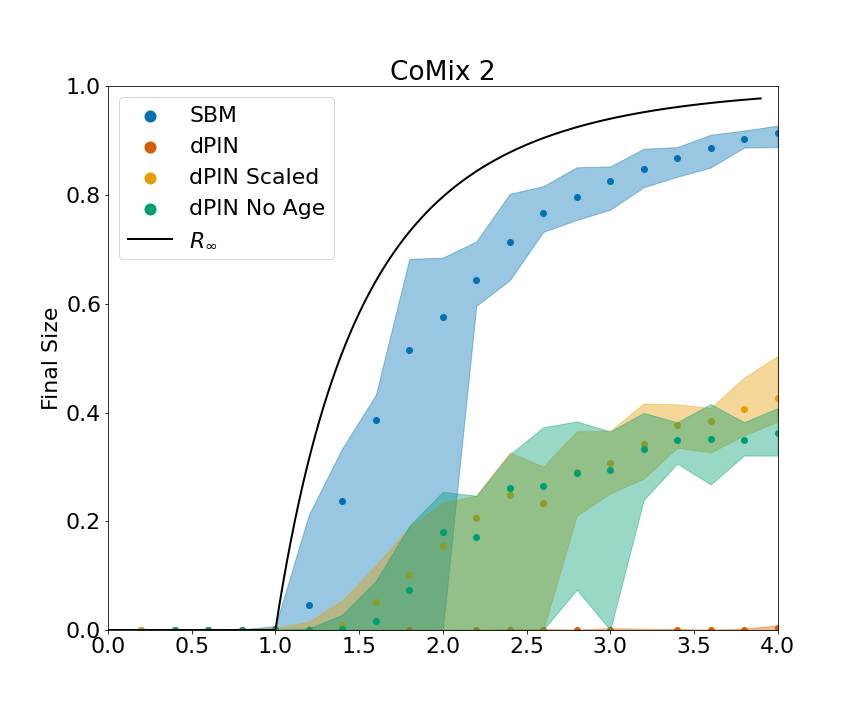 CoMix 2
1.0
0.8
0.6
0.4
0.2
0.0
Final Size
SBM
dPIN
dPIN Scaled
dPIN No Age
R∞
0.0 0.5 1.0 1.5 2.0 2.5 3.0 3.5 4.0